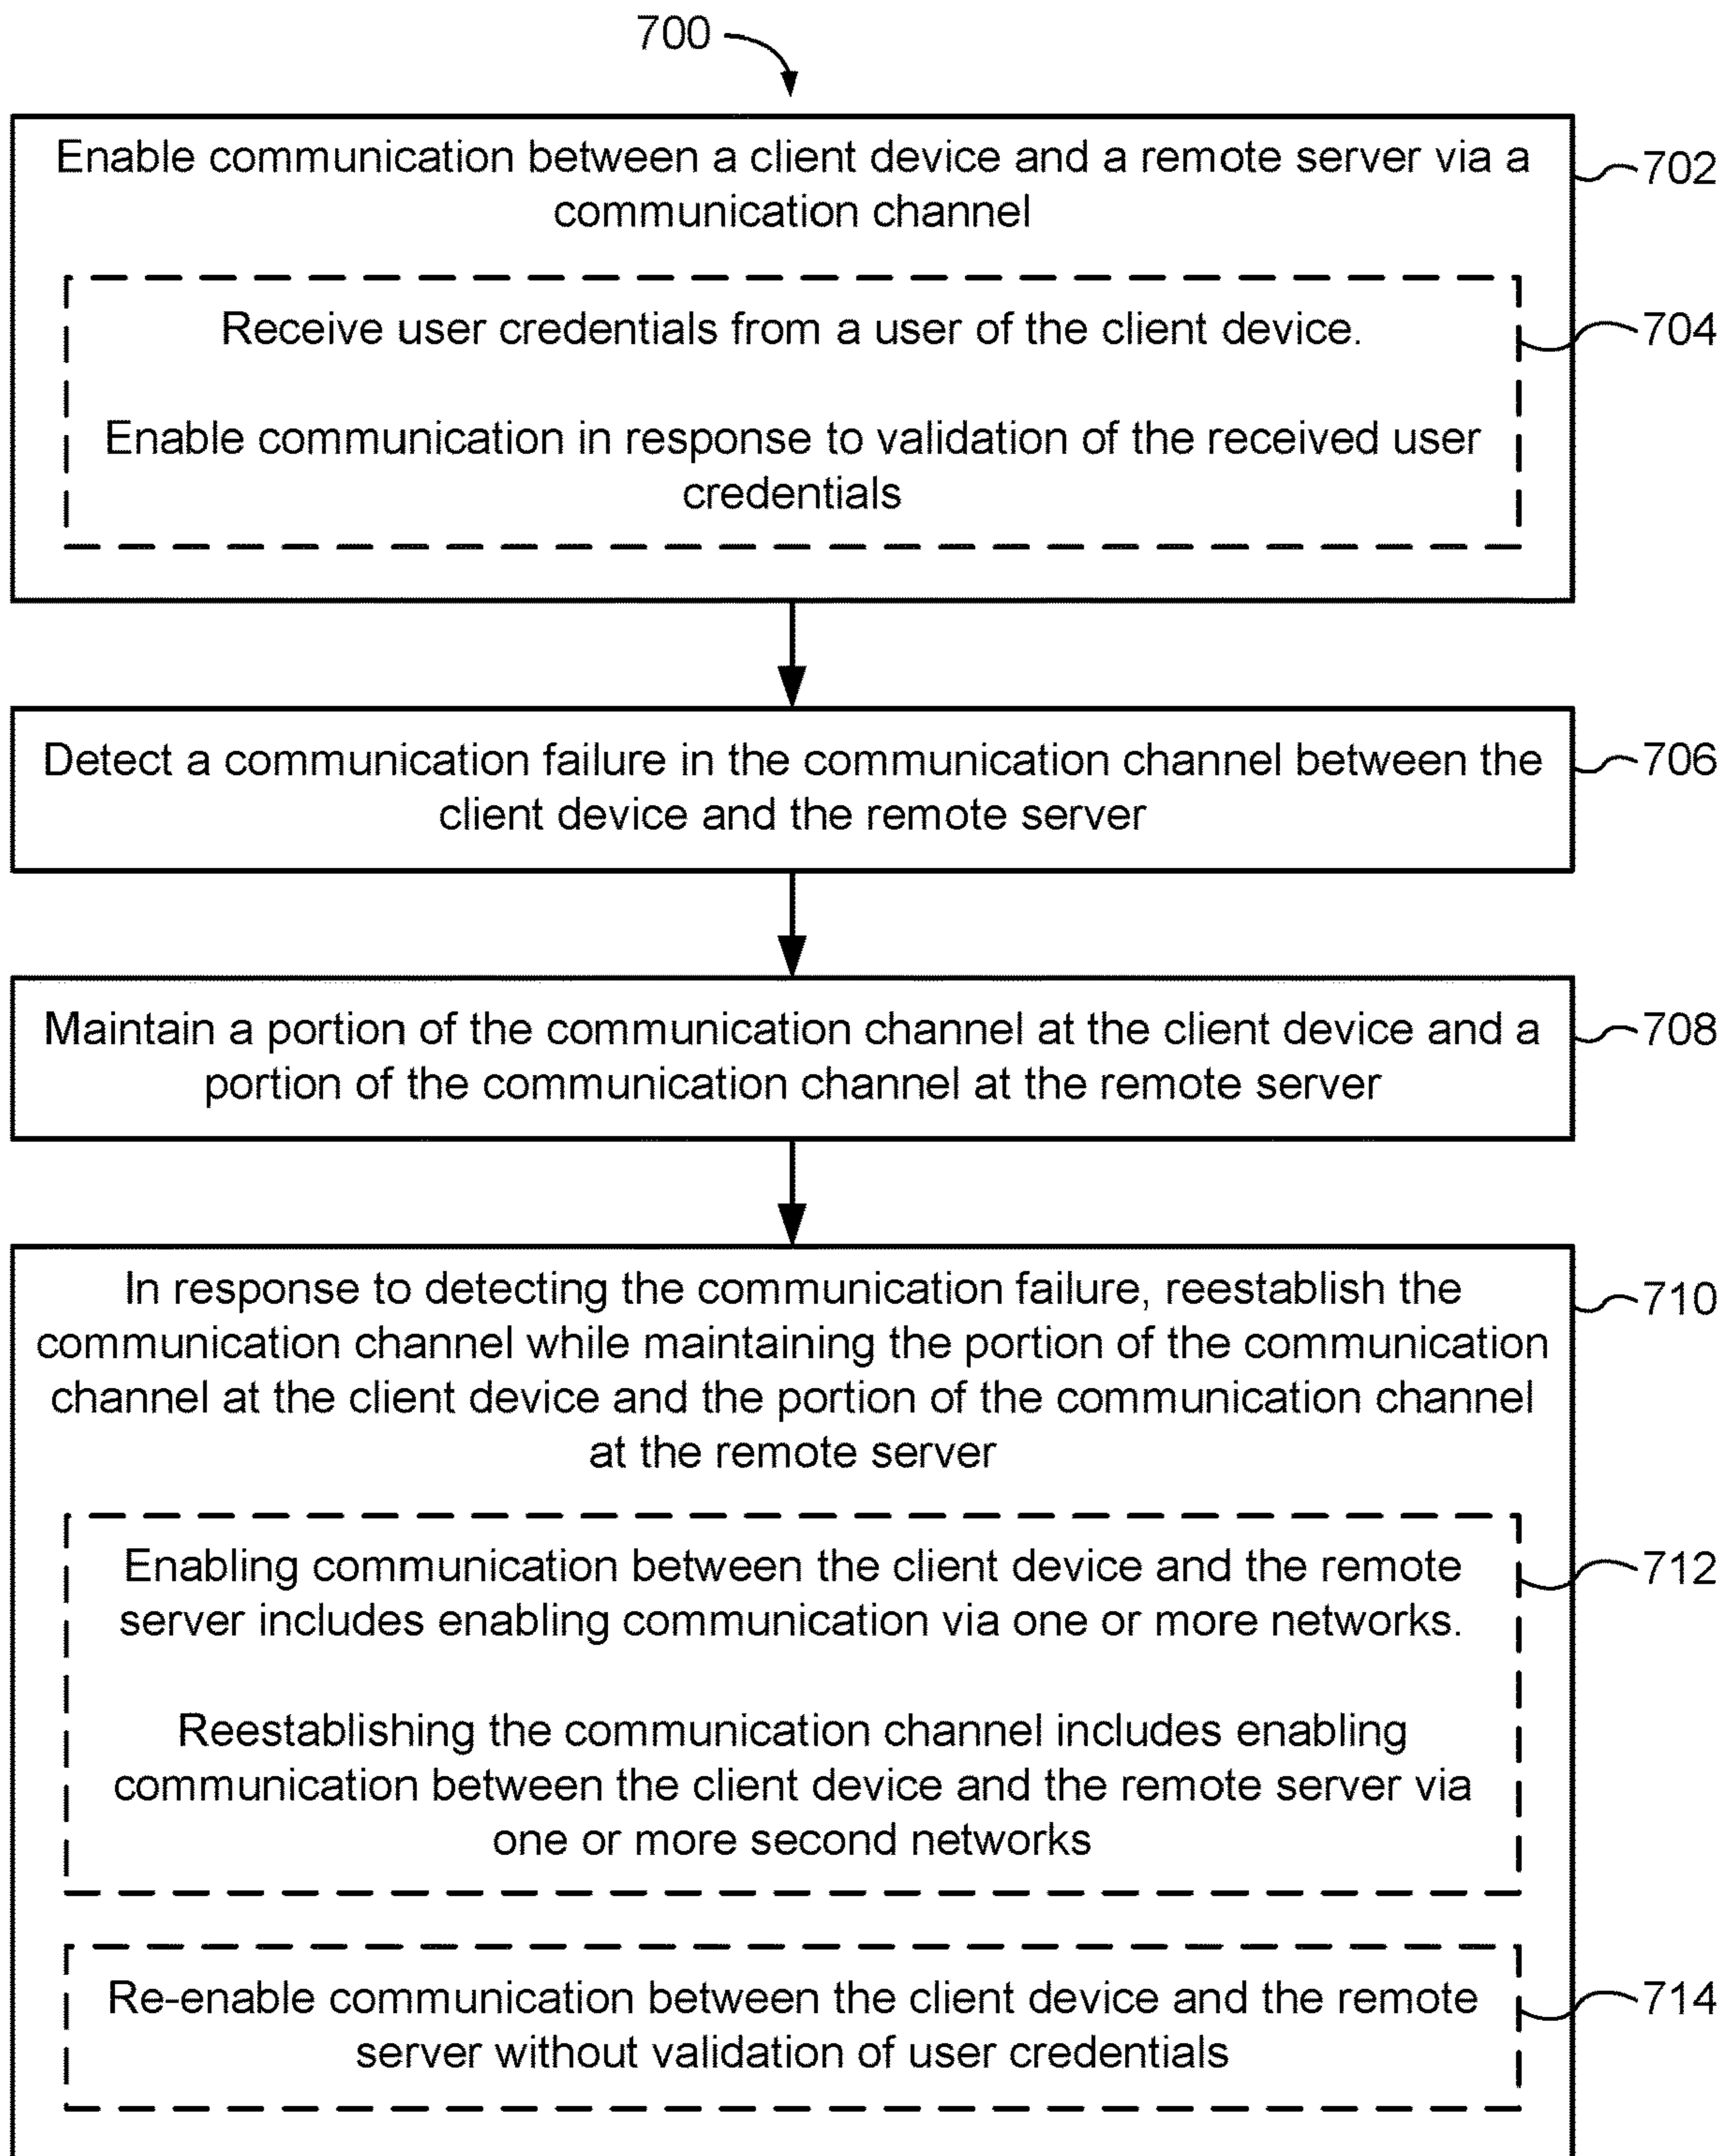 700
Enable communication between a client device and a remote server via a
communication channel
702
Receive user credentials from a user of the client device.
704
Enable communication in response to validation of the received user
credentials
Detect a communication failure in the communication channel between the
client device and the remote server
706
Maintain a portion of the communication channel at the client device and a
portion of the communication channel at the remote server
708
In response to detecting the communication failure, reestablish the
communication channel while maintaining the portion of the communication
channel at the client device and the portion of the communication channel
at the remote server
710
Enabling communication between the client device and the remote
server includes enabling communication via one or more networks.
712
Reestablishing the communication channel includes enabling
communication between the client device and the remote server via
one or more second networks
Re-enable communication between the client device and the remote
server without validation of user credentials
714